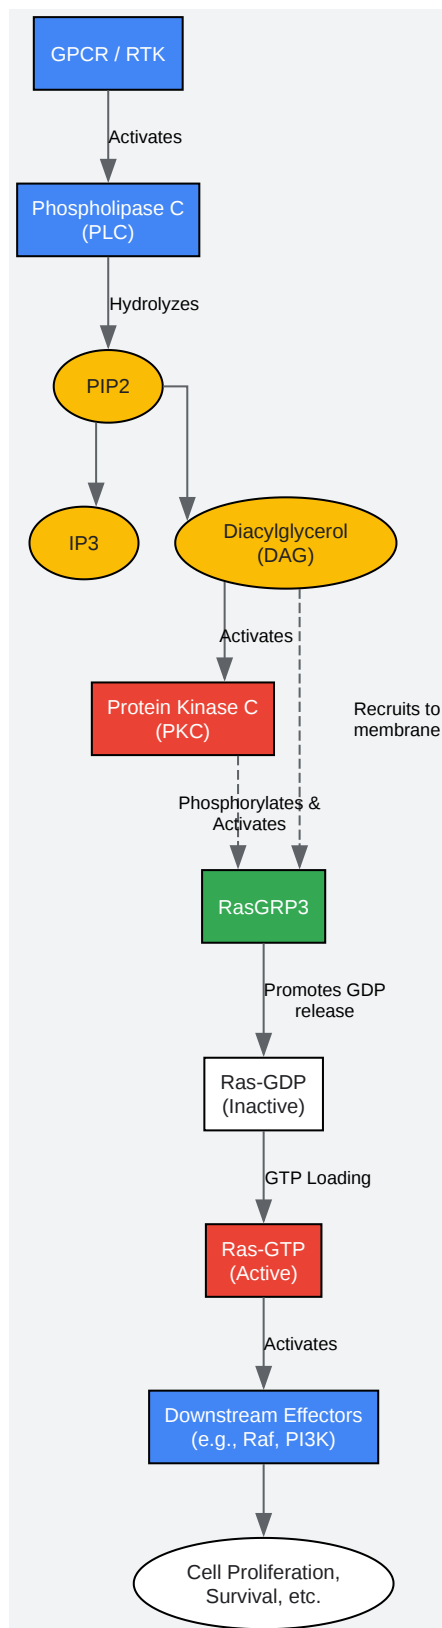 GPCR / RTK
Activates
Phospholipase C
(PLC)
Hydrolyzes
PIP2
IP3
Diacylglycerol
(DAG)
Activates
Protein Kinase C
(PKC)
Recruits to
membrane
Phosphorylates &
Activates
RasGRP3
Promotes GDP
release
Ras-GDP
(Inactive)
GTP Loading
Ras-GTP
(Active)
Activates
Downstream Effectors
(e.g., Raf, PI3K)
Cell Proliferation,
Survival, etc.